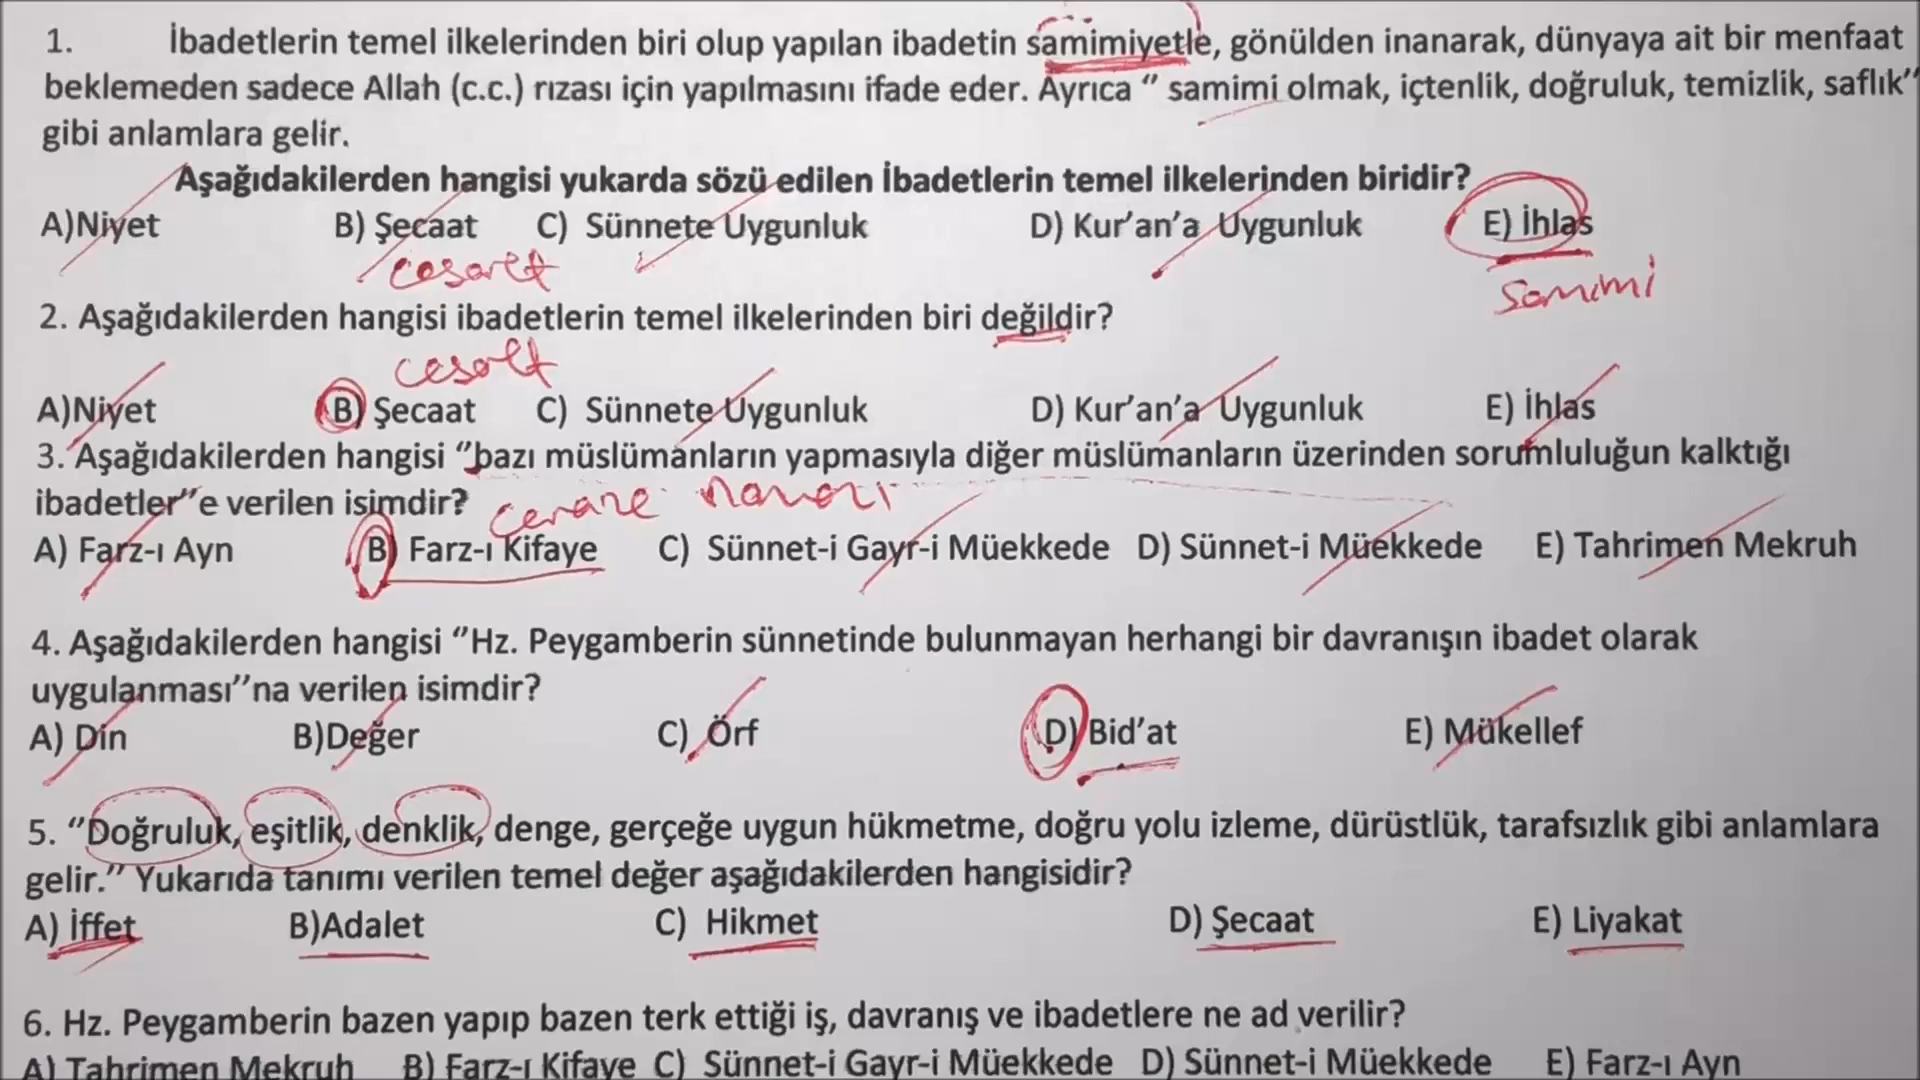 1. İbadetlerin temel ilkelerinden biri olup yapılan ibadetin samimiyetle, gönülden inanarak, dünyaya ait bir menfaat
beklemeden sadece Allah (c.c.) rızası için yapılmasını ifade eder. Ayrıca “ samimi olmak, içtenlik, doğruluk, temizlik, saflık’’
gibi anlamlara gelir.
Aşağıdakilerden hangisi yukarda sözü edilen İbadetlerin temel ilkelerinden biridir?
A)Niyet B) Şecaat C) Sünnete Uygunluk D) Kur’an’a Uygunluk E) İhlas
cesaret
samimi
2. Aşağıdakilerden hangisi ibadetlerin temel ilkelerinden biri değildir?
A)Niyet B) Şecaat C) Sünnete Uygunluk D) Kur’an’a Uygunluk E) İhlas
3. Aşağıdakilerden hangisi ‘’bazı müslümanların yapmasıyla diğer müslümanların üzerinden sorumluluğun kalktığı
ibadetler’’e verilen isimdir? cenaze namazı
A) Farz-ı Ayn B) Farz-ı Kifaye C) Sünnet-i Gayr-i Müekkede D) Sünnet-i Müekkede E) Tahrimen Mekruh
4. Aşağıdakilerden hangisi ‘’Hz. Peygamberin sünnetinde bulunmayan herhangi bir davranışın ibadet olarak
uygulanması’’na verilen isimdir?
A) Din B)Değer C) Örf D) Bid’at E) Mükellef
5. ‘’Doğruluk, eşitlik, denklik, denge, gerçeğe uygun hükmetme, doğru yolu izleme, dürüstlük, tarafsızlık gibi anlamlara
gelir.’’ Yukarıda tanımı verilen temel değer aşağıdakilerden hangisidir?
A) İffet B)Adalet C) Hikmet D) Şecaat E) Liyakat
6. Hz. Peygamberin bazen yapıp bazen terk ettiği iş, davranış ve ibadetlere ne ad verilir?
A) Tahrimen Mekruh B) Farz-ı Kifaye C) Sünnet-i Gayr-i Müekkede D) Sünnet-i Müekkede E) Farz-ı Ayn